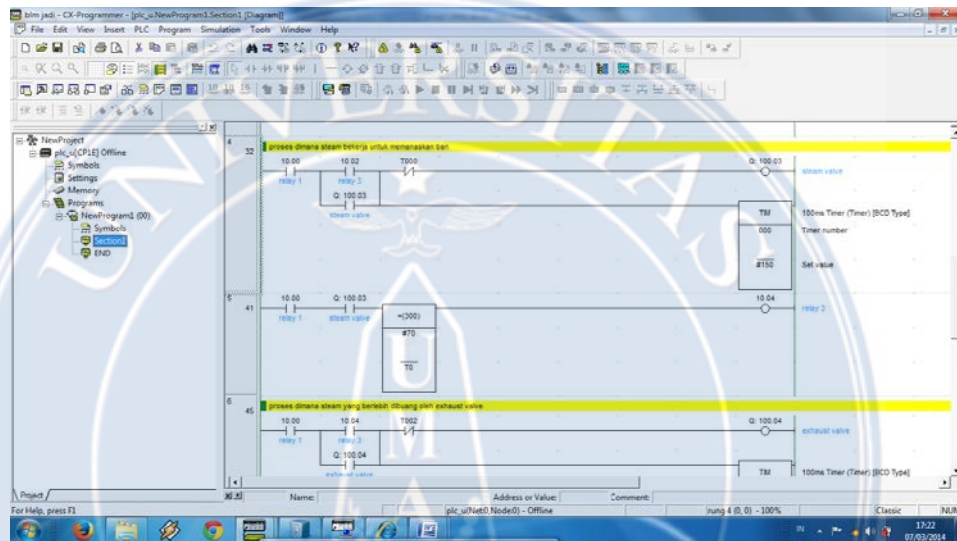 blm jadi - CX-Programmer - [plc_u.NewProgram1.Section1 [Diagram]]
File Edit View Insert PLC Program Simulation Tools Window Help
NewProject
plc_u[CP1E] Offline
Symbols
Settings
Memory
Programs
NewProgram1 (00)
Symbols
Section1
END
Project
4
32
proses dimana steam bekerja untuk memanaskan ban
10.00
10.02
T000
Q: 100.03
relay 1
relay 3
steam valve
Q: 100.03
steam valve
TIM
100ms Timer (Timer) [BCD Type]
000
Timer number
#150
Set value
5
41
10.00
Q: 100.03
10.04
relay 1
steam valve
=(300)
relay 3
#70
T0
6
45
proses dimana steam yang berlebih dibuang oleh exhaust valve
10.00
10.04
T002
Q: 100.04
relay 1
relay 3
exhaust valve
Q: 100.04
exhaust valve
TIM
100ms Timer (Timer) [BCD Type]
Name:
Address or Value:
Comment:
For Help, press F1
plc_u(Net:0,Node:0) - Offline
rung 4 (0, 0) - 100%
Classic
NUM
IN
17:22
07/03/2014
UNIVERSITAS
UMA